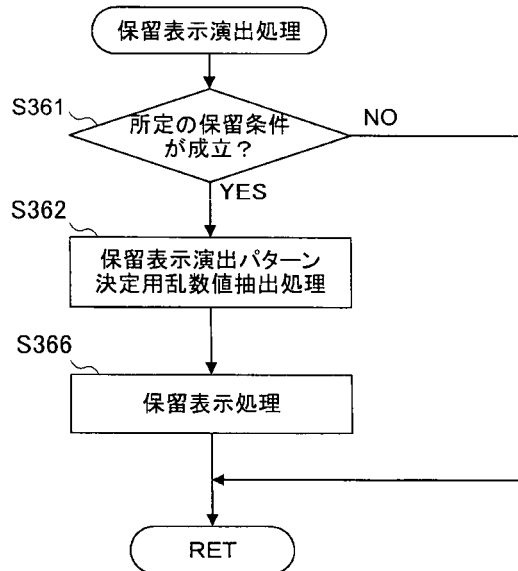 保留表示演出処理
S361
所定の保留条件
が成立?
NO
YES
S362
保留表示演出パターン
決定用乱数値抽出処理
S366
保留表示処理
RET